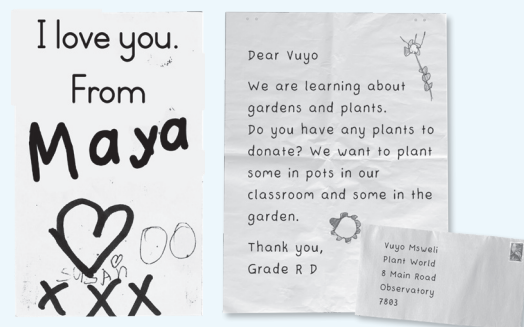 I love you.
From
Maya
SUSAN
x x x
Dear Vuyo
We are learning about
gardens and plants.
Do you have any plants to
donate? We want to plant
some in pots in our
classroom and some in the
garden.
Thank you,
Grade R D
Vuyo Msweli
Plant World
8 Main Road
Observatory
7803